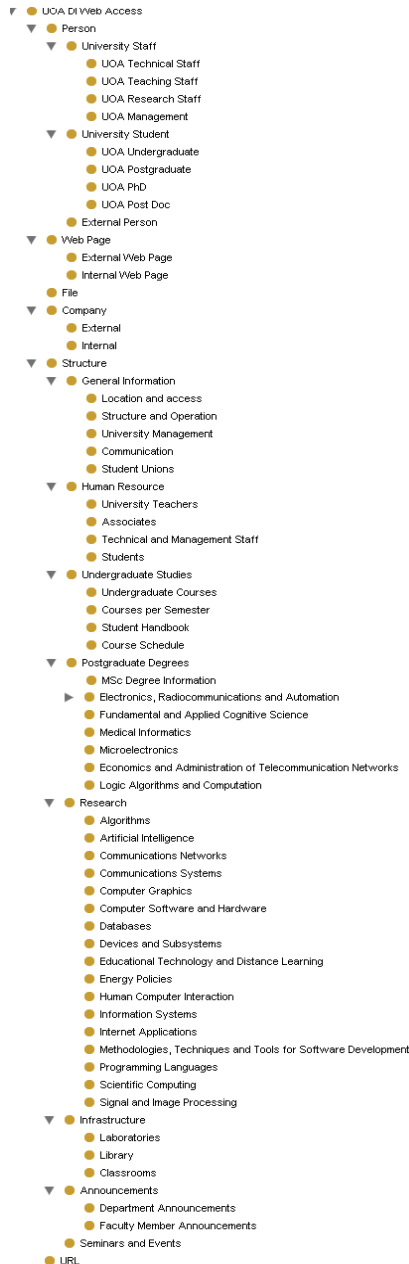 UOA DI Web Access
Person
University Staff
UOA Technical Staff
UOA Teaching Staff
UOA Research Staff
UOA Management
University Student
UOA Undergraduate
UOA Postgraduate
UOA PhD
UOA Post Doc
External Person
Web Page
External Web Page
Internal Web Page
File
Company
External
Internal
Structure
General Information
Location and access
Structure and Operation
University Management
Communication
Student Unions
Human Resource
University Teachers
Associates
Technical and Management Staff
Students
Undergraduate Studies
Undergraduate Courses
Courses per Semester
Student Handbook
Course Schedule
Postgraduate Degrees
MSc Degree Information
Electronics, Radiocommunications and Automation
Fundamental and Applied Cognitive Science
Medical Informatics
Microelectronics
Economics and Administration of Telecommunication Networks
Logic Algorithms and Computation
Research
Algorithms
Artificial Intelligence
Communications Networks
Communications Systems
Computer Graphics
Computer Software and Hardware
Databases
Devices and Subsystems
Educational Technology and Distance Learning
Energy Policies
Human Computer Interaction
Information Systems
Internet Applications
Methodologies, Techniques and Tools for Software Development
Programming Languages
Scientific Computing
Signal and Image Processing
Infrastructure
Laboratories
Library
Classrooms
Announcements
Department Announcements
Faculty Member Announcements
Seminars and Events
URL